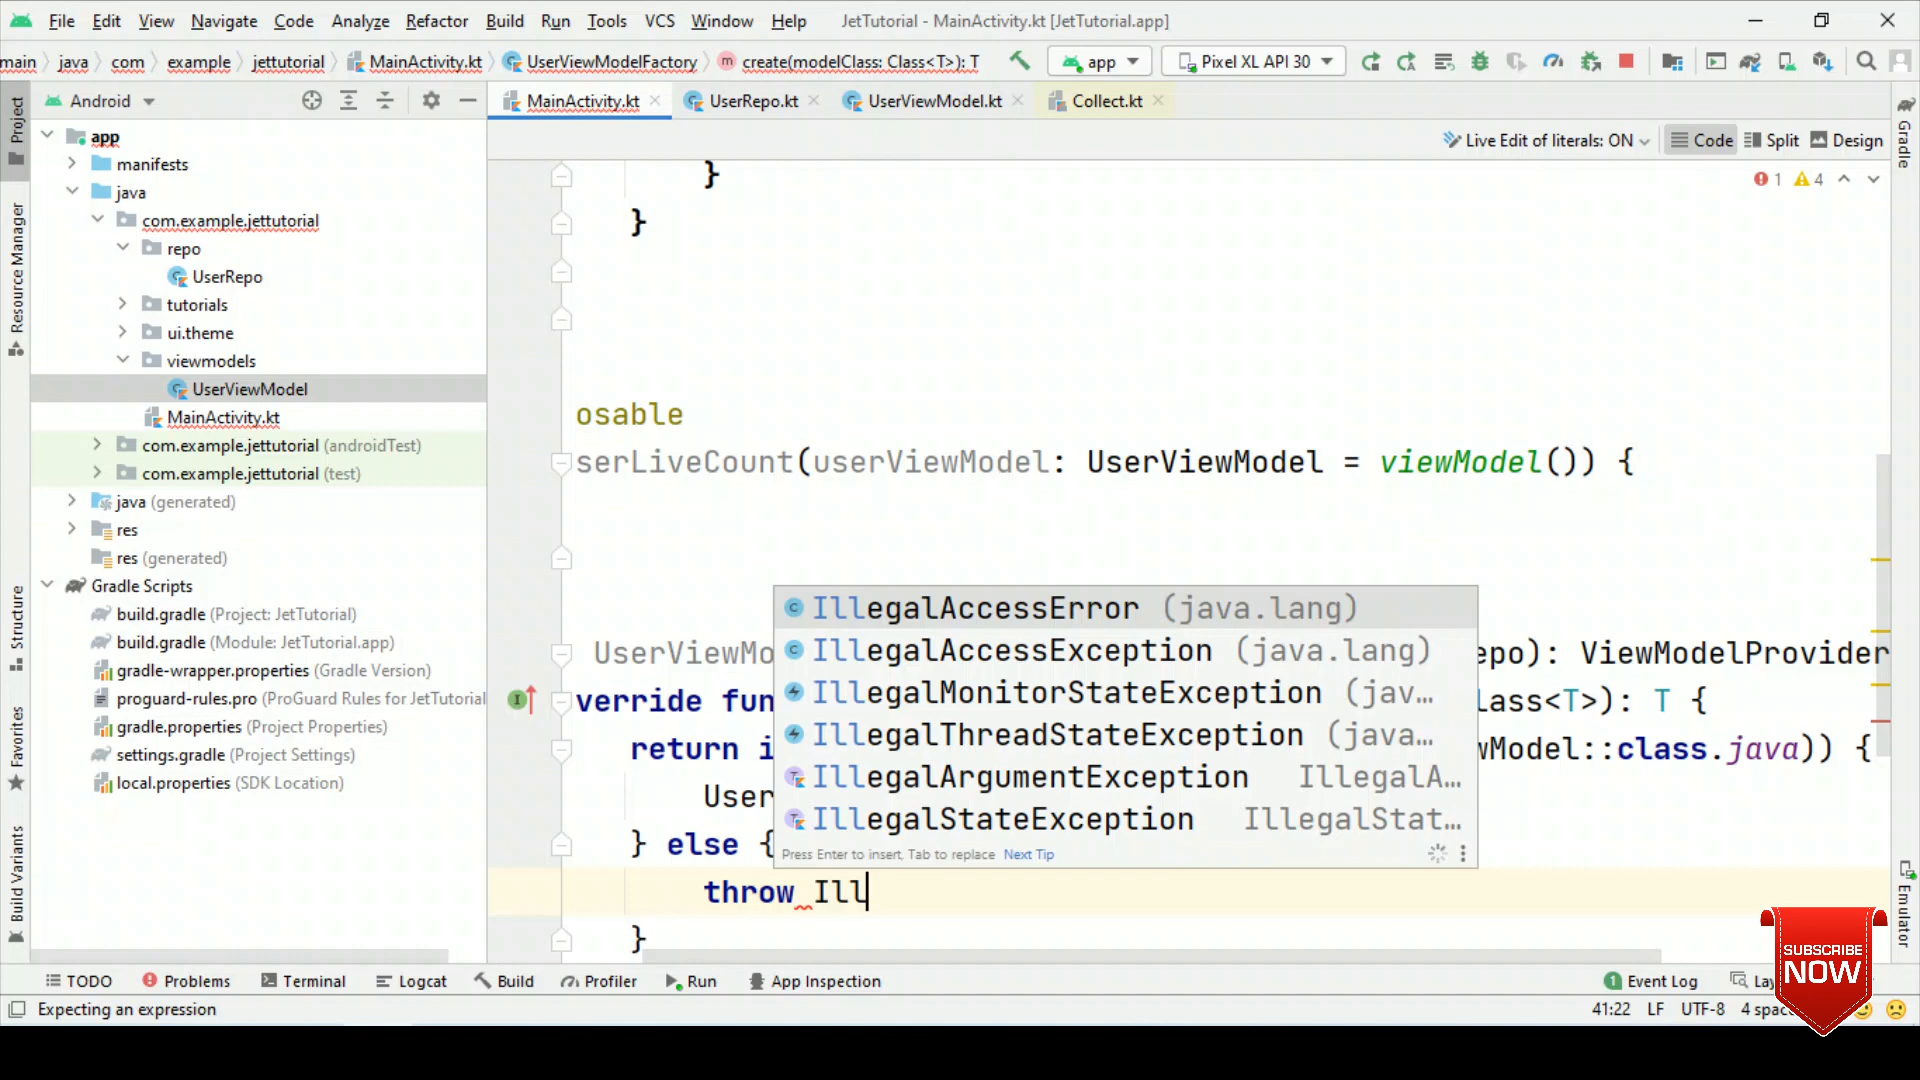 File Edit View Navigate Code Analyze Refactor Build Run Tools VCS Window Help JetTutorial - MainActivity.kt [JetTutorial.app]
main java com example jettutorial MainActivity.kt UserViewModelFactory m create(modelClass: Class<T>): T app Pixel XL API 30
Project
Android
MainActivity.kt UserRepo.kt UserViewModel.kt Collect.kt
Live Edit of literals: ON Code Split Design
1 4
app
manifests
java
com.example.jettutorial
repo
UserRepo
tutorials
ui.theme
viewmodels
UserViewModel
MainActivity.kt
com.example.jettutorial (androidTest)
com.example.jettutorial (test)
java (generated)
res
res (generated)
Gradle Scripts
build.gradle (Project: JetTutorial)
build.gradle (Module: JetTutorial.app)
gradle-wrapper.properties (Gradle Version)
proguard-rules.pro (ProGuard Rules for JetTutorial
gradle.properties (Project Properties)
settings.gradle (Project Settings)
local.properties (SDK Location)
Resource Manager
Structure
Favorites
Build Variants
}
}
osable
serLiveCount(userViewModel: UserViewModel = viewModel()) {
UserViewMo epo): ViewModelProvider
verride fun lass<T>): T {
return i wModel::class.java)) {
User
} else {
throw Ill
}
IllegalAccessError (java.lang)
IllegalAccessException (java.lang)
IllegalMonitorStateException (jav…
IllegalThreadStateException (java…
IllegalArgumentException IllegalA…
IllegalStateException IllegalStat…
Press Enter to insert, Tab to replace Next Tip
Gradle
Emulator
SUBSCRIBE
NOW
TODO Problems Terminal Logcat Build Profiler Run App Inspection 1 Event Log Lay
Expecting an expression 41:22 LF UTF-8 4 spac